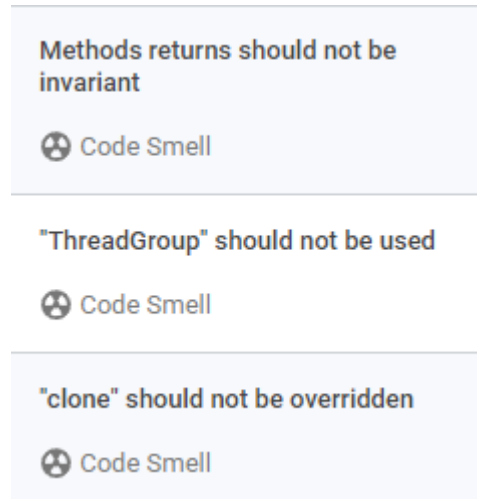 Methods returns should not be
invariant
Code Smell
"ThreadGroup" should not be used
Code Smell
"clone" should not be overridden
Code Smell